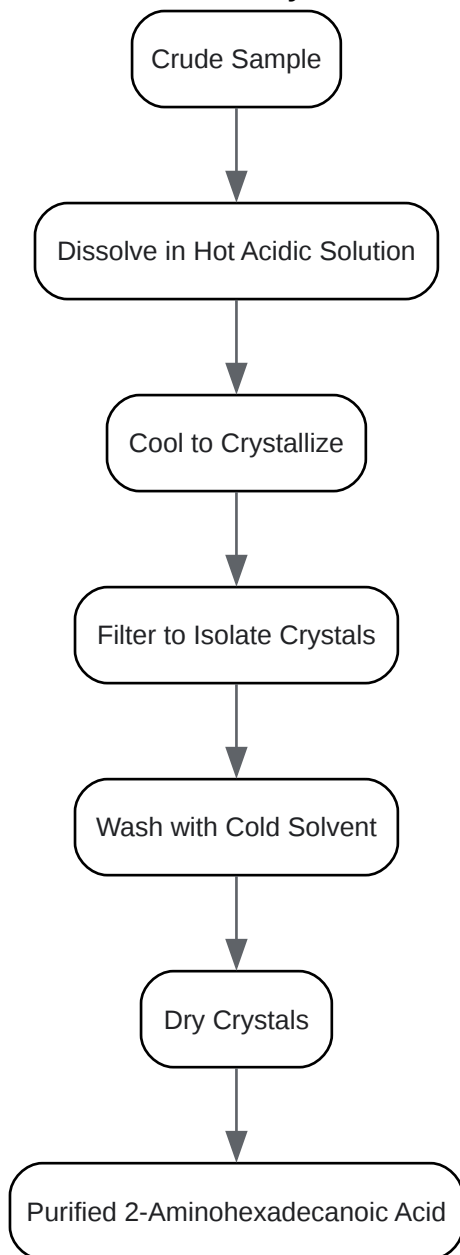 Crude Sample
Dissolve in Hot Acidic Solution
Cool to Crystallize
Filter to Isolate Crystals
Wash with Cold Solvent
Dry Crystals
Purified 2-Aminohexadecanoic Acid